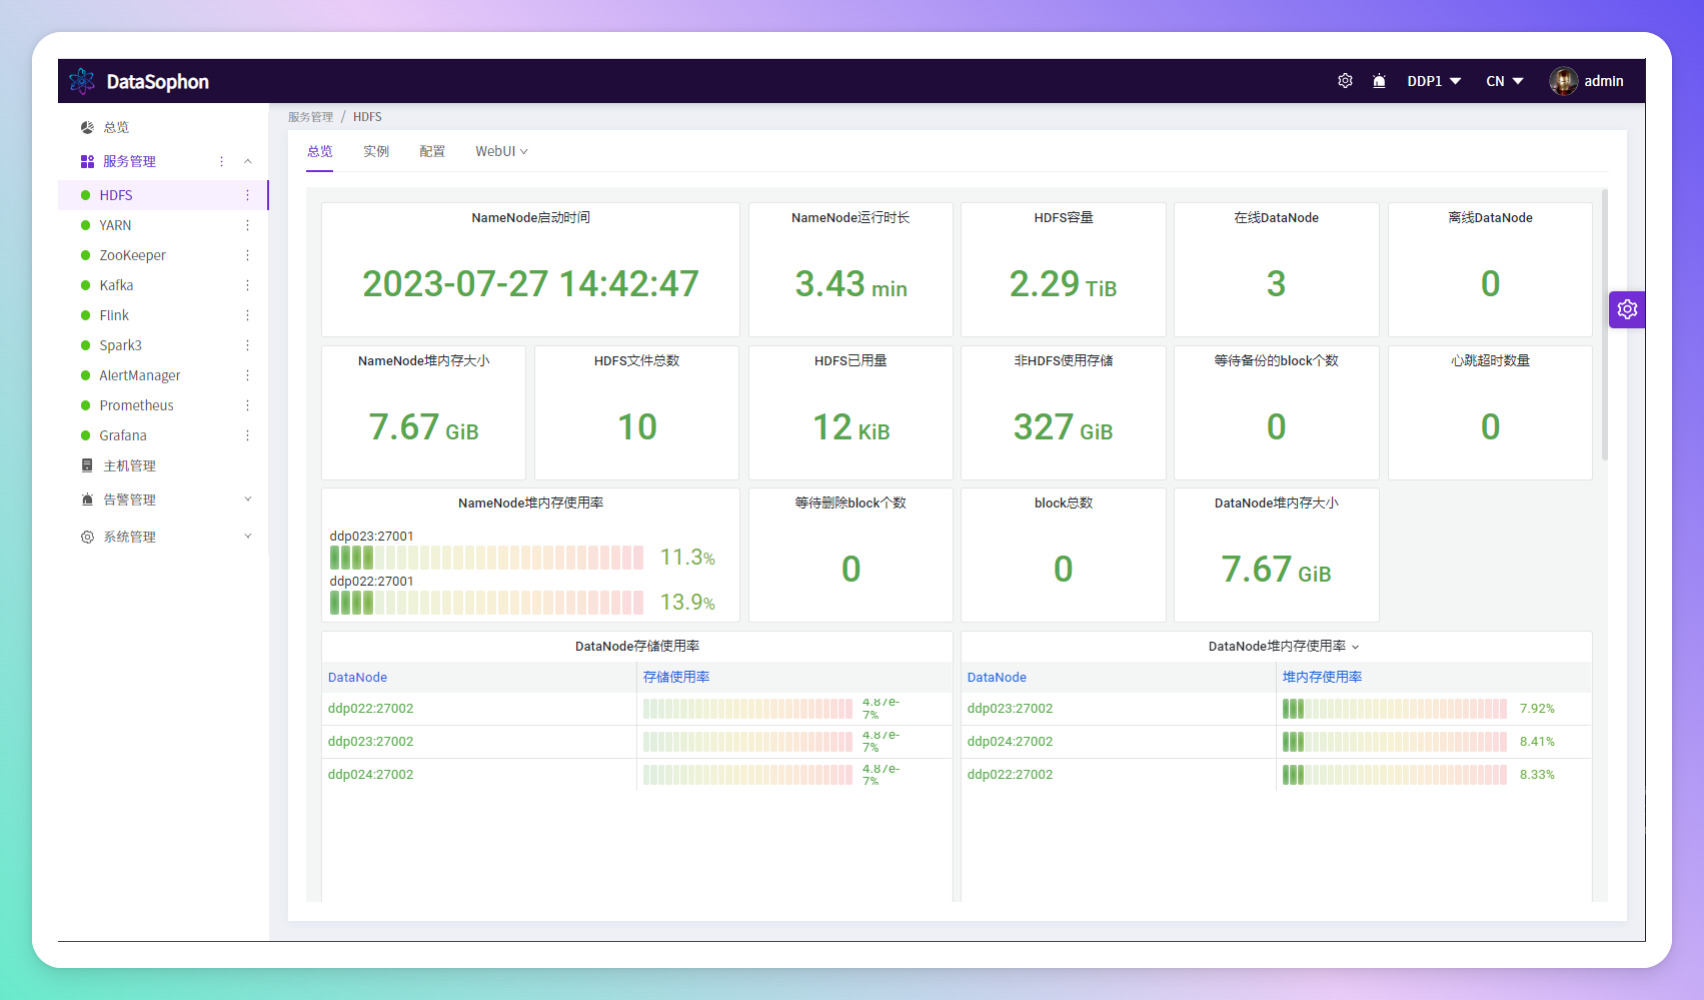 DataSophon
DDP1
CN
admin
总览
服务管理
HDFS
YARN
ZooKeeper
Kafka
Flink
Spark3
AlertManager
Prometheus
Grafana
主机管理
告警管理
系统管理
服务管理 / HDFS
总览 实例 配置 WebUI
NameNode启动时间
2023-07-27 14:42:47
NameNode运行时长
3.43 min
HDFS容量
2.29 TiB
在线DataNode
3
离线DataNode
0
NameNode堆内存大小
7.67 GiB
HDFS文件总数
10
HDFS已用量
12 KiB
非HDFS使用存储
327 GiB
等待备份的block个数
0
心跳超时数量
0
NameNode堆内存使用率
ddp023:27001
11.3%
ddp022:27001
13.9%
等待删除block个数
0
block总数
0
DataNode堆内存大小
7.67 GiB
DataNode存储使用率
DataNode 存储使用率
ddp022:27002 4.87e-
7%
ddp023:27002 4.87e-
7%
ddp024:27002 4.87e-
7%
DataNode堆内存使用率
DataNode 堆内存使用率
ddp023:27002 7.92%
ddp024:27002 8.41%
ddp022:27002 8.33%